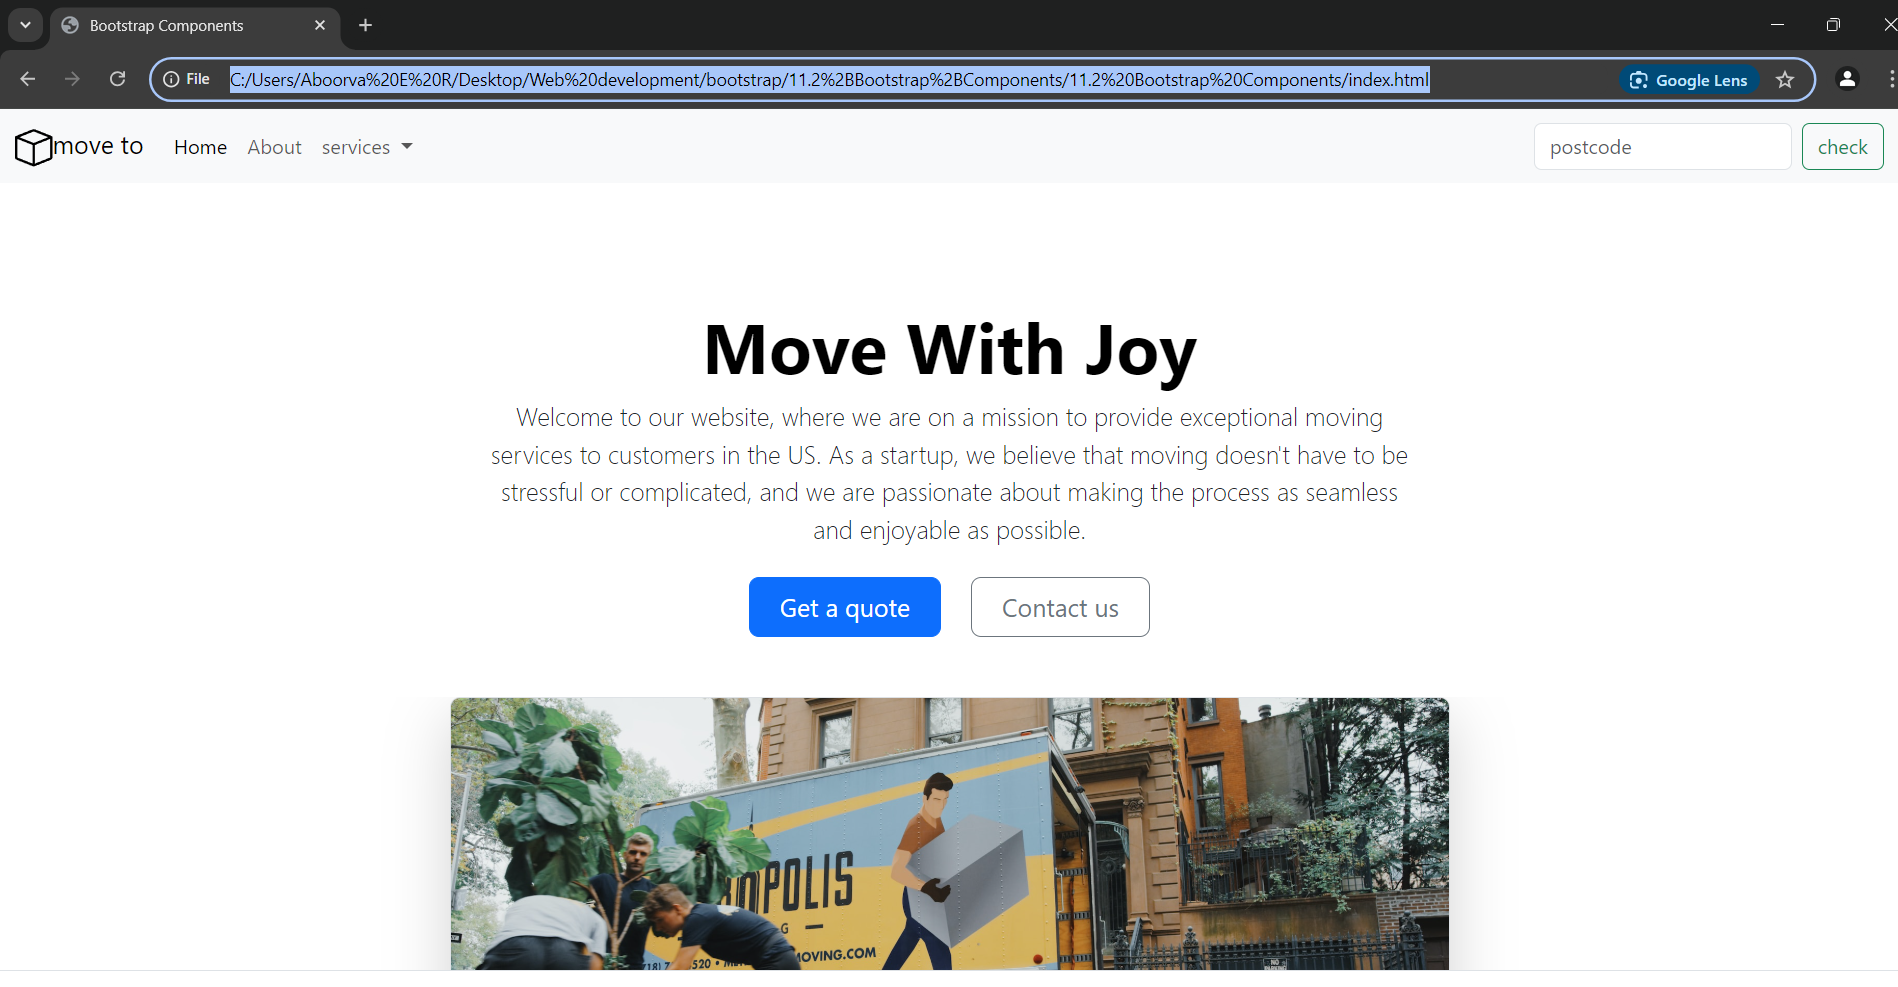 Bootstrap Components
File
C:/Users/Aboorva%20E%20R/Desktop/Web%20development/bootstrap/11.2%2BBootstrap%2BComponents/11.2%20Bootstrap%20Components/index.html
Google Lens
move to
Home
About
services
postcode
check
Move With Joy
Welcome to our website, where we are on a mission to provide exceptional moving
services to customers in the US. As a startup, we believe that moving doesn't have to be
stressful or complicated, and we are passionate about making the process as seamless
and enjoyable as possible.
Get a quote
Contact us
POLIS
OVING.COM
NO